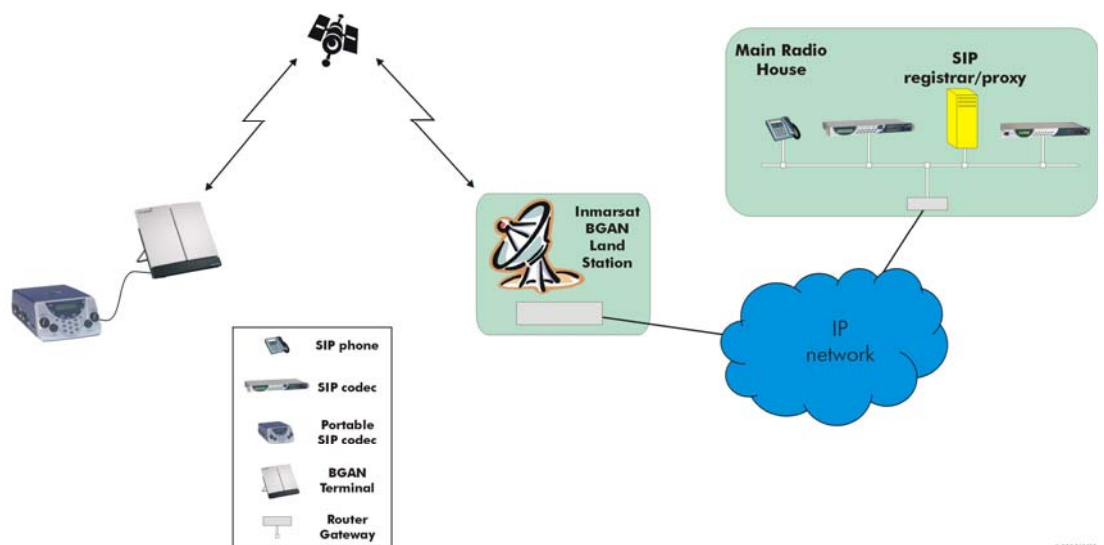 Main Radio
House
SIP
registrar/proxy
Inmarsat
BGAN
Land
Station
IP
network
SIP phone
SIP codec
Portable
SIP codec
BGAN
Terminal
Router
Gateway